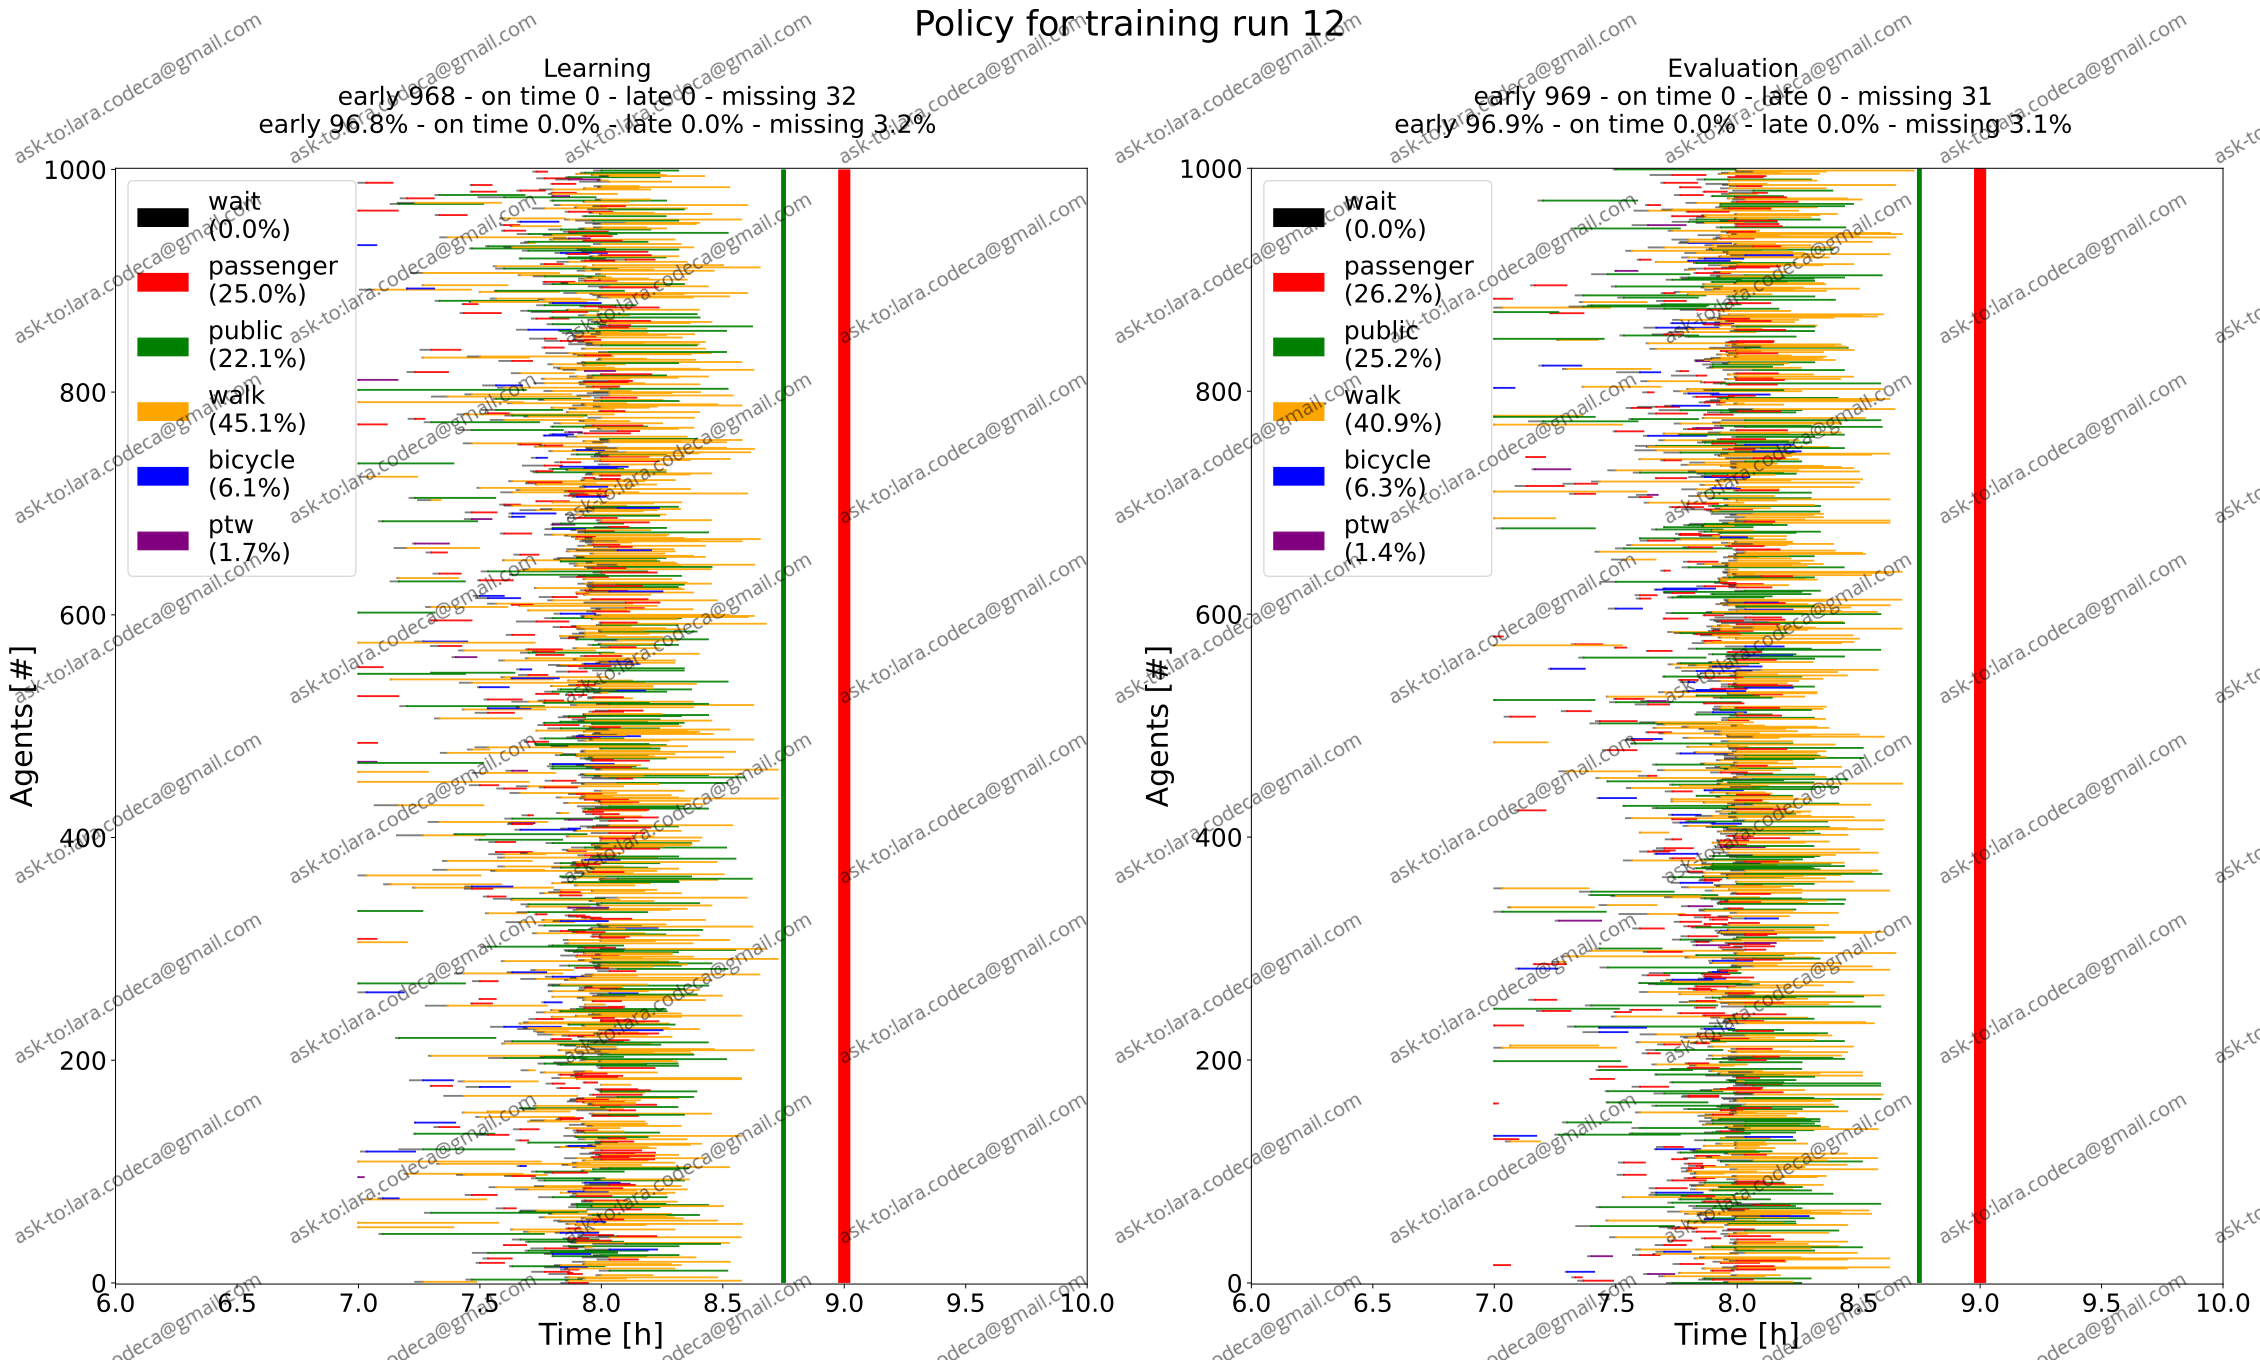 Policy for training run 12
Learning
early 968 - on time 0 - late 0 - missing 32
early 96.8% - on time 0.0% - late 0.0% - missing 3.2%
1000
800
600
400
200
0
Agents [#]
wait
(0.0%)
passenger
(25.0%)
public
(22.1%)
walk
(45.1%)
bicycle
(6.1%)
ptw
(1.7%)
6.0 6.5 7.0 7.5 8.0 8.5 9.0 9.5 10.0
Time [h]
Evaluation
early 969 - on time 0 - late 0 - missing 31
early 96.9% - on time 0.0% - late 0.0% - missing 3.1%
1000
800
600
400
200
0
Agents [#]
wait
(0.0%)
passenger
(26.2%)
public
(25.2%)
walk
(40.9%)
bicycle
(6.3%)
ptw
(1.4%)
6.0 6.5 7.0 7.5 8.0 8.5 9.0 9.5 10.0
Time [h]
ask-to:lara.codeca@gmail.com